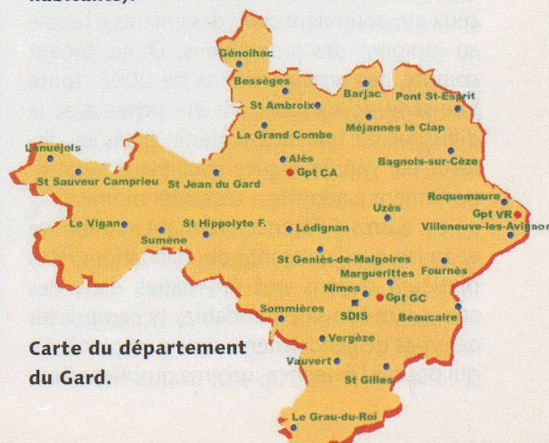 Génolhac
Bessèges
Barjac
Pont St-Esprit
St Ambroix
Méjannes le Clap
La Grand Combe
Lanuéjols
Alès
Bagnols-sur-Cèze
St Sauveur Camprieu
St Jean du Gard
Gpt CA
Roquemaure
Uzès
Gpt VR
Le Vigan
St Hippolyte F.
Lédignan
Villeneuve-les-Avignon
Sumène
St Geniès-de-Malgoires
Marguerittes
Fournès
Nîmes
Gpt GC
SDIS
Sommières
Beaucaire
Vergèze
Carte du département
du Gard.
Vauvert
St Gilles
Le Grau-du-Roi